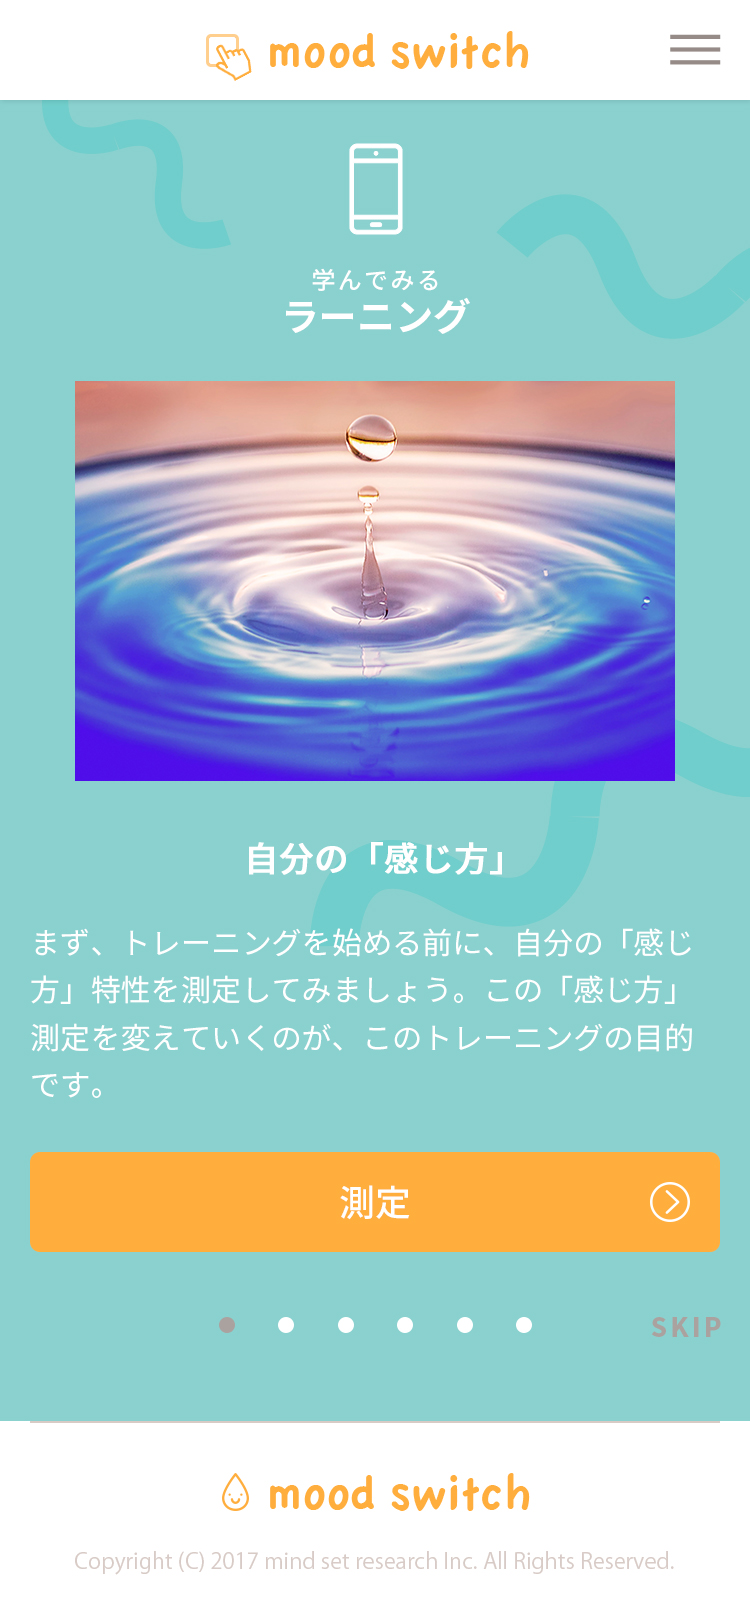 mood switch
学んでみる
ラーニング
自分の「感じ方」
まず、トレーニングを始める前に、自分の「感じ
方」特性を測定してみましょう。この「感じ方」
測定を変えていくのが、このトレーニングの目的
です。
測定
SKIP
mood switch
Copyright (C) 2017 mind set research Inc. All Rights Reserved.